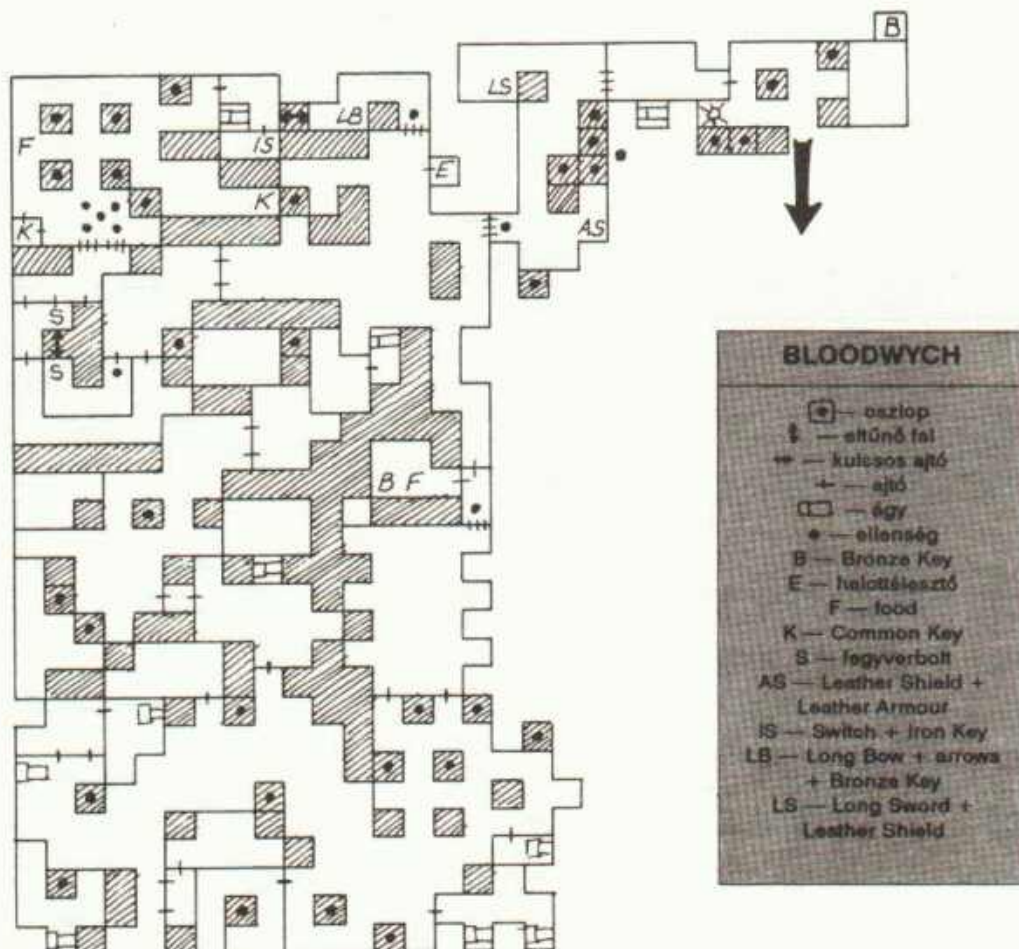 B
LS
LB
F
IS
E
K
K
AS
S
S
B F
BLOODWYCH
— oszlop
— eltűnő fal
— kulcsos ajtó
— ajtó
— ágy
— ellenség
B — Bronze Key
E — halottélesztő
F — food
K — Common Key
S — fegyverbolt
AS — Leather Shield +
Leather Armour
IS — Switch + Iron Key
LB — Long Bow + arrows
+ Bronze Key
LS — Long Sword +
Leather Shield